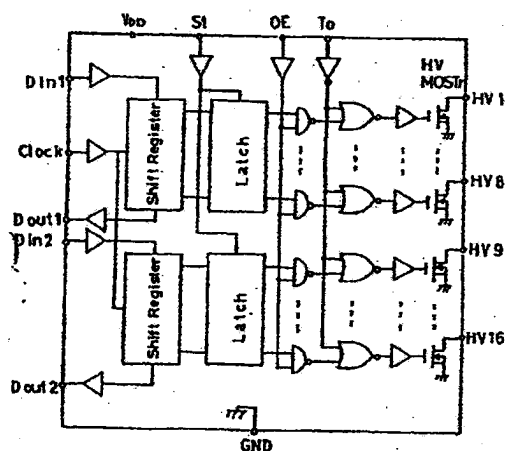 VDD St OE To
Din1
HV
MOSTr
HV1
Clock
Shift Register
Latch
HV8
Dout1
Din2
HV9
Shift Register
Latch
HV16
Dout2
GND